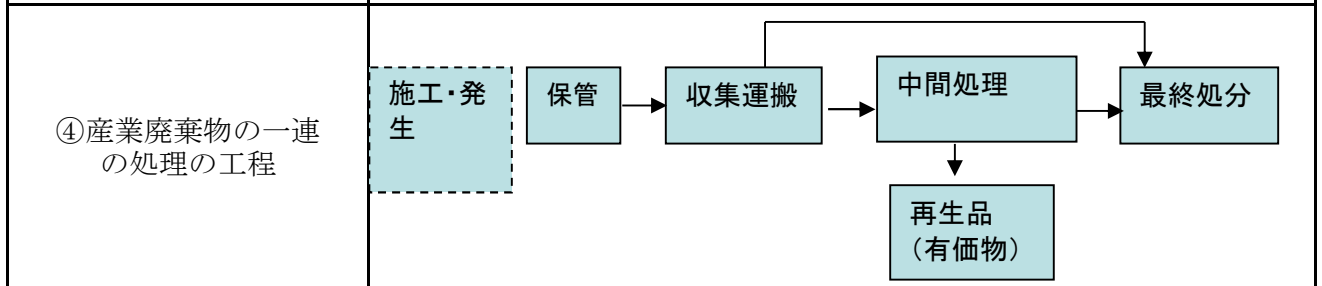 ④産業廃棄物の一連
の処理の工程
施工・発
生
保管
収集運搬
中間処理
最終処分
再生品
（有価物）